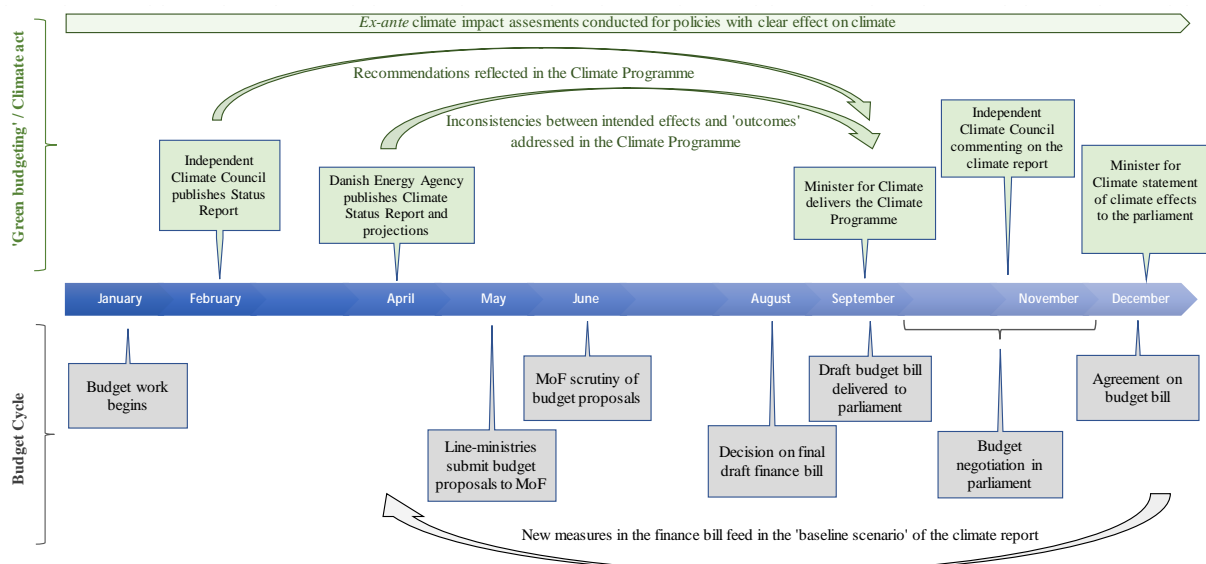 Ex-ante climate impact assesments conducted for policies with clear effect on climate
'Green budgeting' / Climate act
Recommendations reflected in the Climate Programme
Inconsistencies between intended effects and 'outcomes'
addressed in the Climate Programme
Independent
Climate Council
publishes Status
Report
Danish Energy Agency
publishes Climate
Status Report and
projections
Minister for Climate
delivers the Climate
Programme
Independent
Climate Council
commenting on the
climate report
Minister for
Climate statement
of climate effects
to the parliament
January
February
April
May
June
August
September
November
December
Budget Cycle
Budget work
begins
Line-ministries
submit budget
proposals to MoF
MoF scrutiny of
budget proposals
Decision on final
draft finance bill
Draft budget bill
delivered to
parliament
Budget
negotiation in
parliament
Agreement on
budget bill
New measures in the finance bill feed in the 'baseline scenario' of the climate report